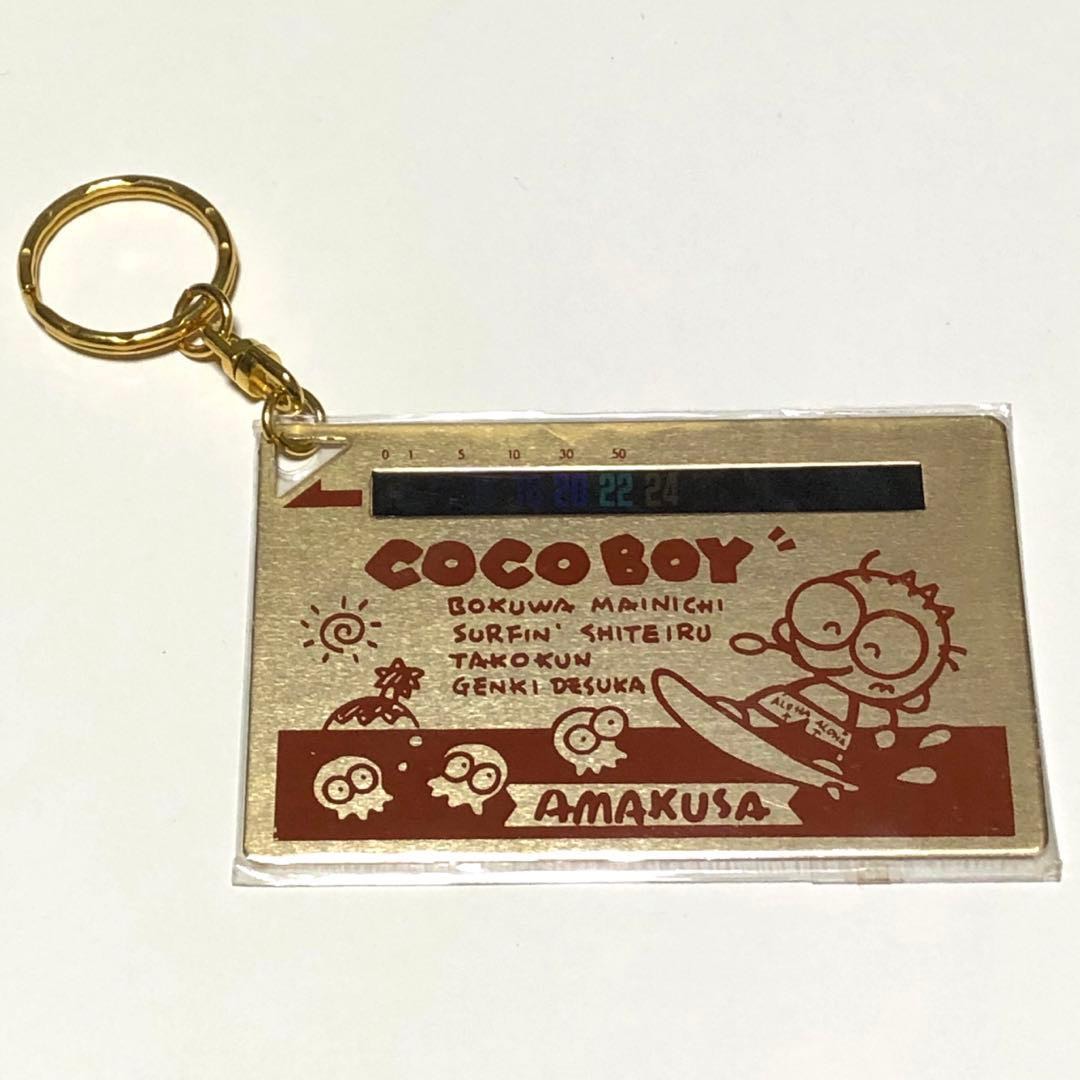 0 1 5 10 30 50
18 20 22 24
COCO BOY
BOKUWA MAINICHI
SURFIN' SHITEIRU
TAKOKUN
GENKI DESUKA
ALOHA ALOHA
AMAKUSA